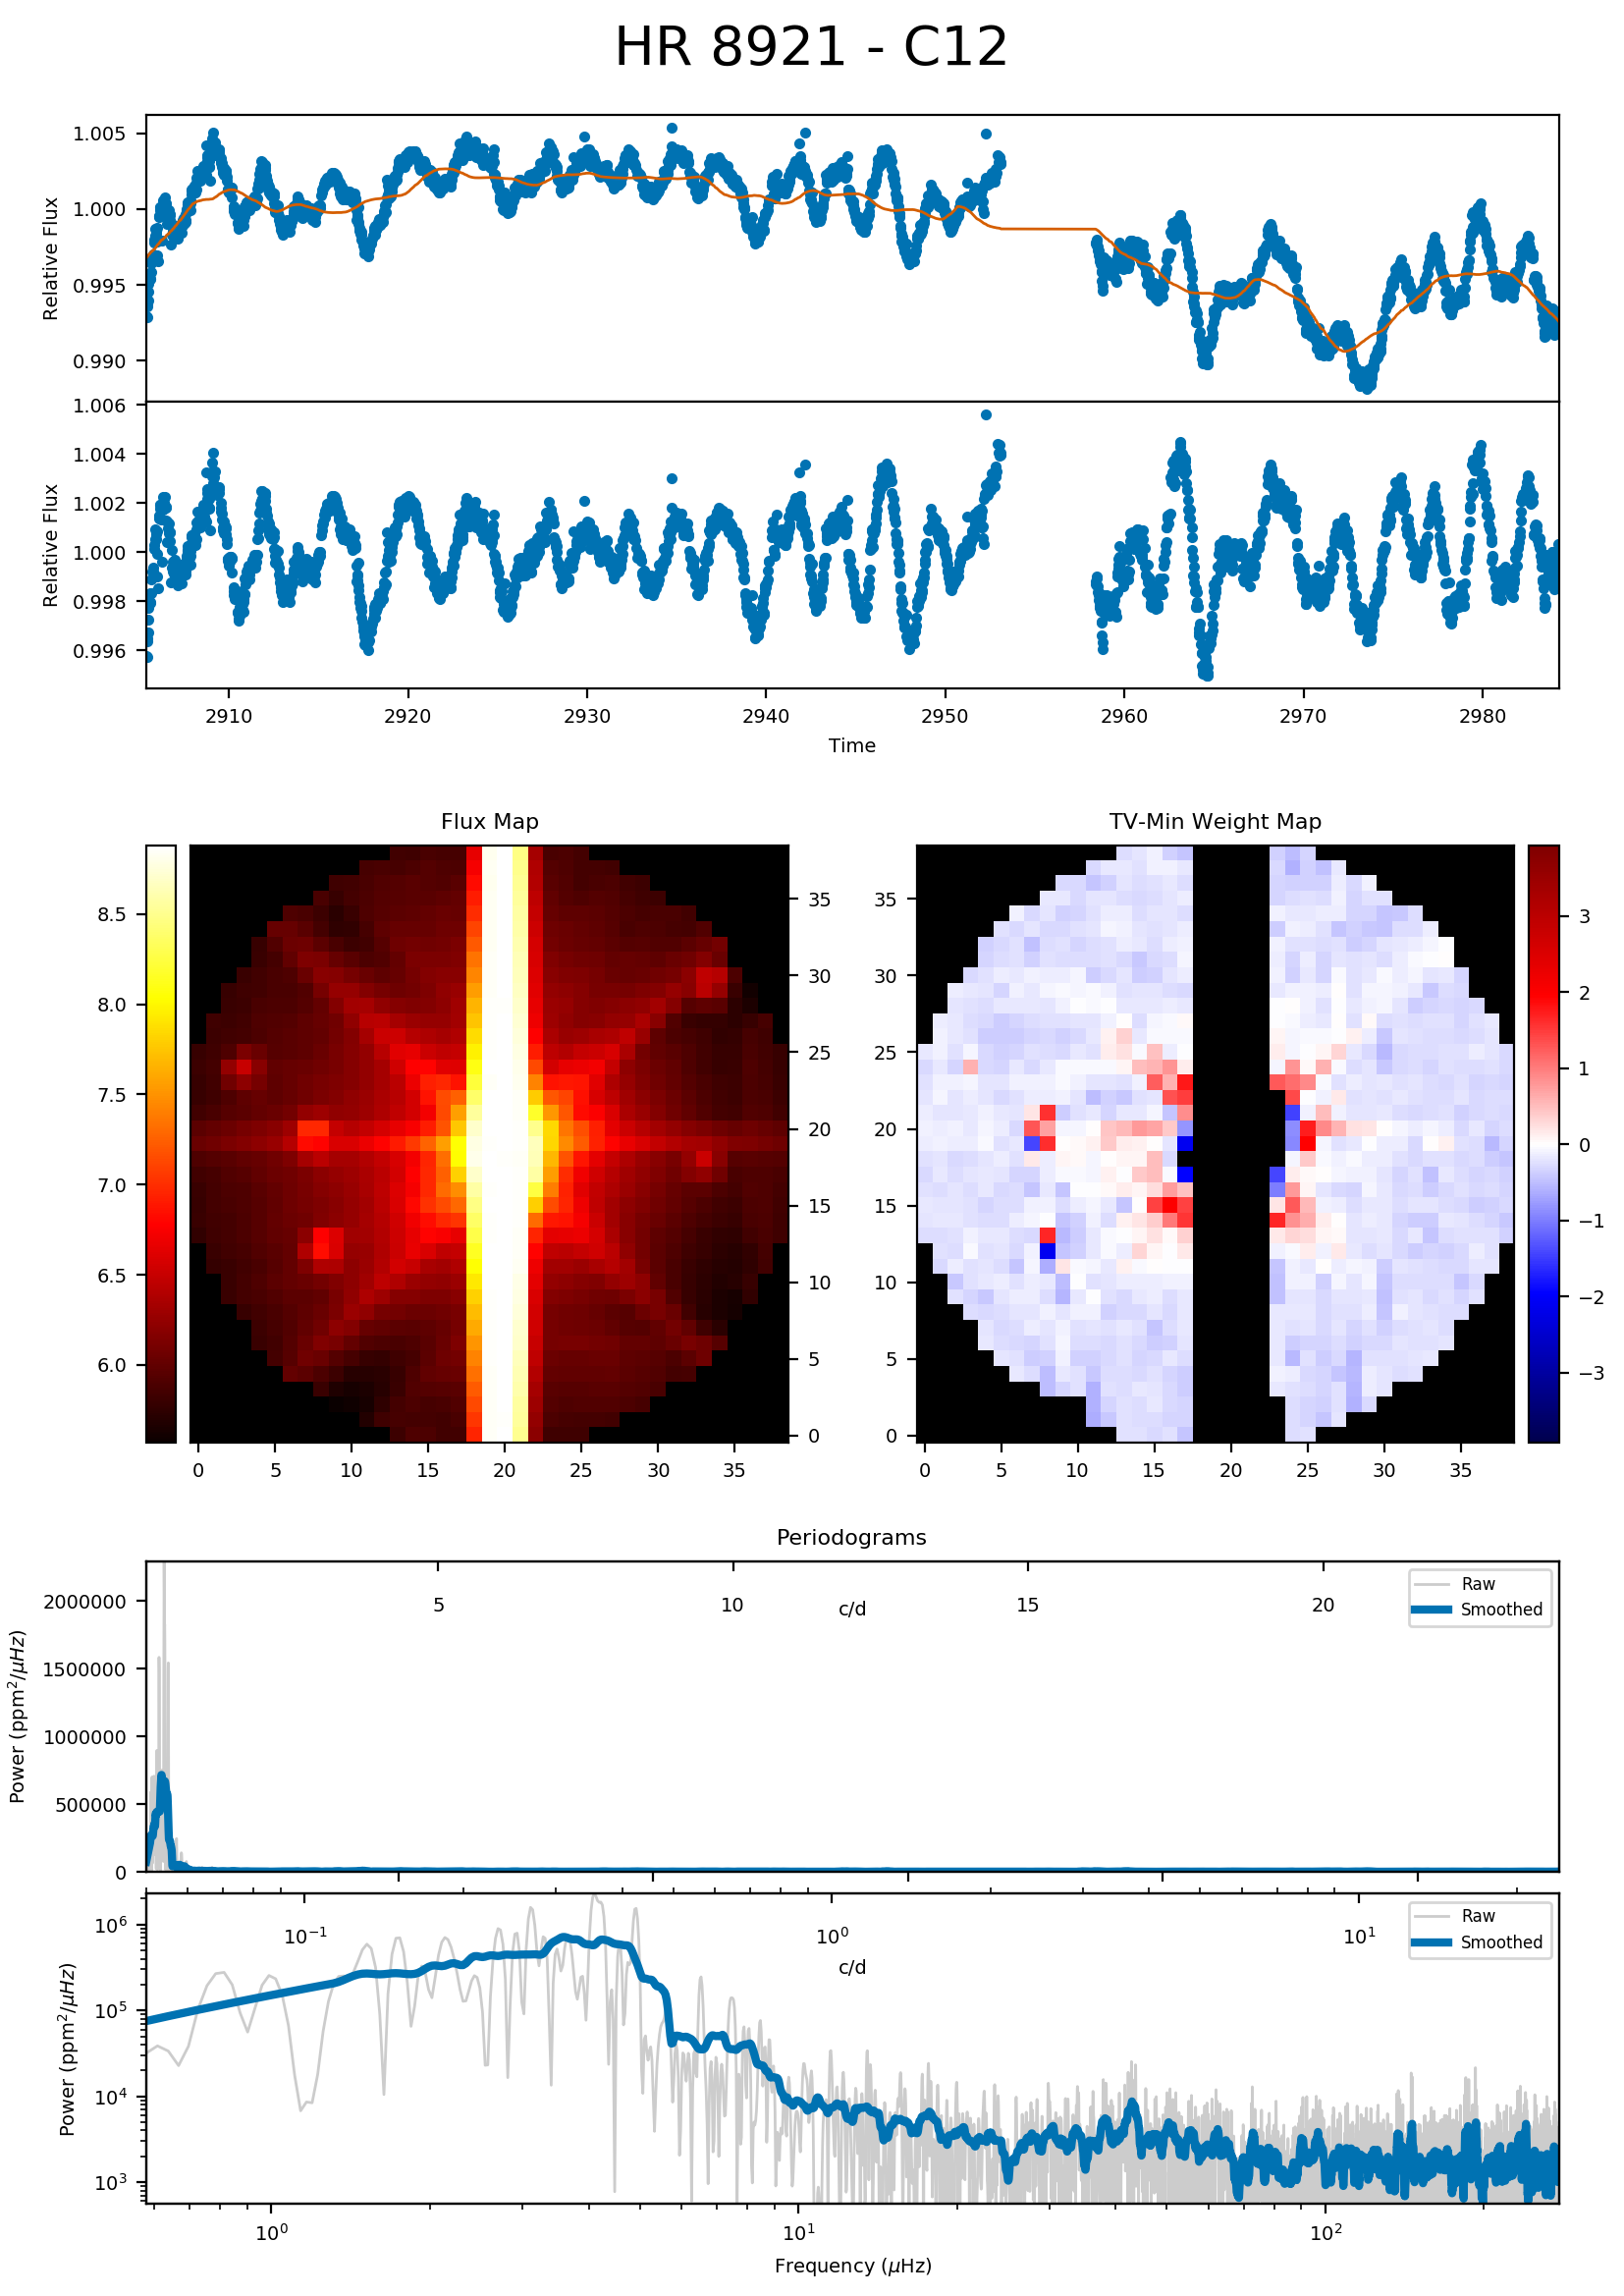 HR 8921 - C12
1.005
1.000
0.995
0.990
Relative Flux
1.006
1.004
1.002
1.000
0.998
0.996
Relative Flux
2910 2920 2930 2940 2950 2960 2970 2980
Time
Flux Map
8.5
8.0
7.5
7.0
6.5
6.0
35
30
25
20
15
10
5
0
0 5 10 15 20 25 30 35
TV-Min Weight Map
35
30
25
20
15
10
5
0
0 5 10 15 20 25 30 35
3
2
1
0
−1
−2
−3
Periodograms
2000000
1500000
1000000
500000
0
Power (ppm²/μHz)
5 10 15 20
c/d
Raw
Smoothed
10⁶
10⁵
10⁴
10³
Power (ppm²/μHz)
10⁻¹ 10⁰ 10¹
c/d
Raw
Smoothed
10⁰ 10¹ 10²
Frequency (μHz)